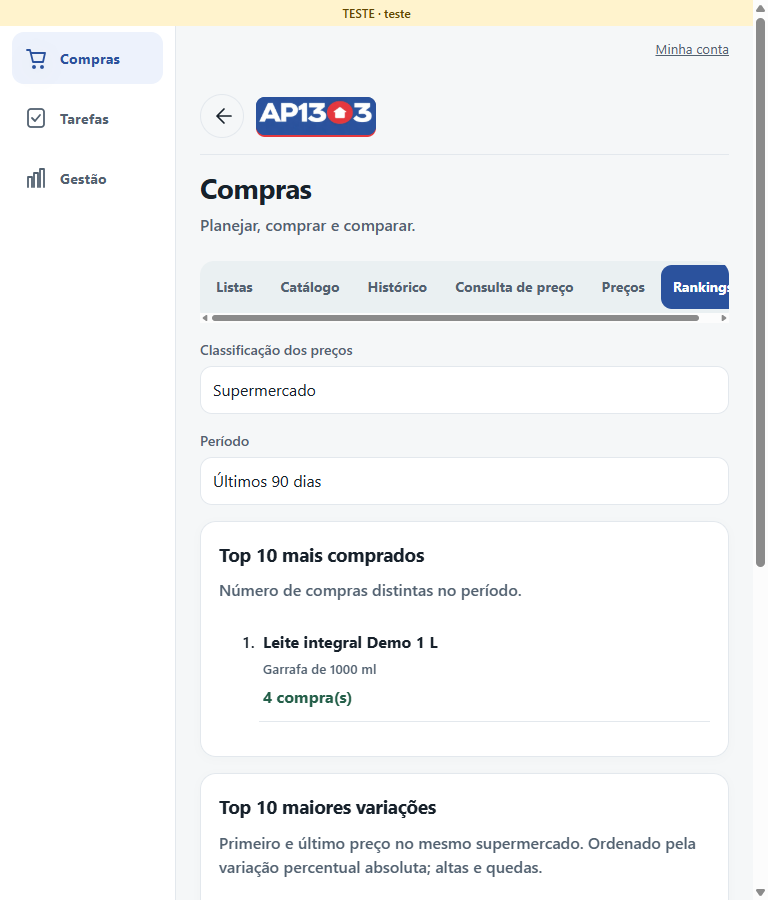 TESTE · teste
Compras
Tarefas
Gestão
Minha conta
AP1303
Compras
Planejar, comprar e comparar.
Listas Catálogo Histórico Consulta de preço Preços Rankings
Classificação dos preços
Supermercado
Período
Últimos 90 dias
Top 10 mais comprados
Número de compras distintas no período.
1. Leite integral Demo 1 L
Garrafa de 1000 ml
4 compra(s)
Top 10 maiores variações
Primeiro e último preço no mesmo supermercado. Ordenado pela
variação percentual absoluta; altas e quedas.